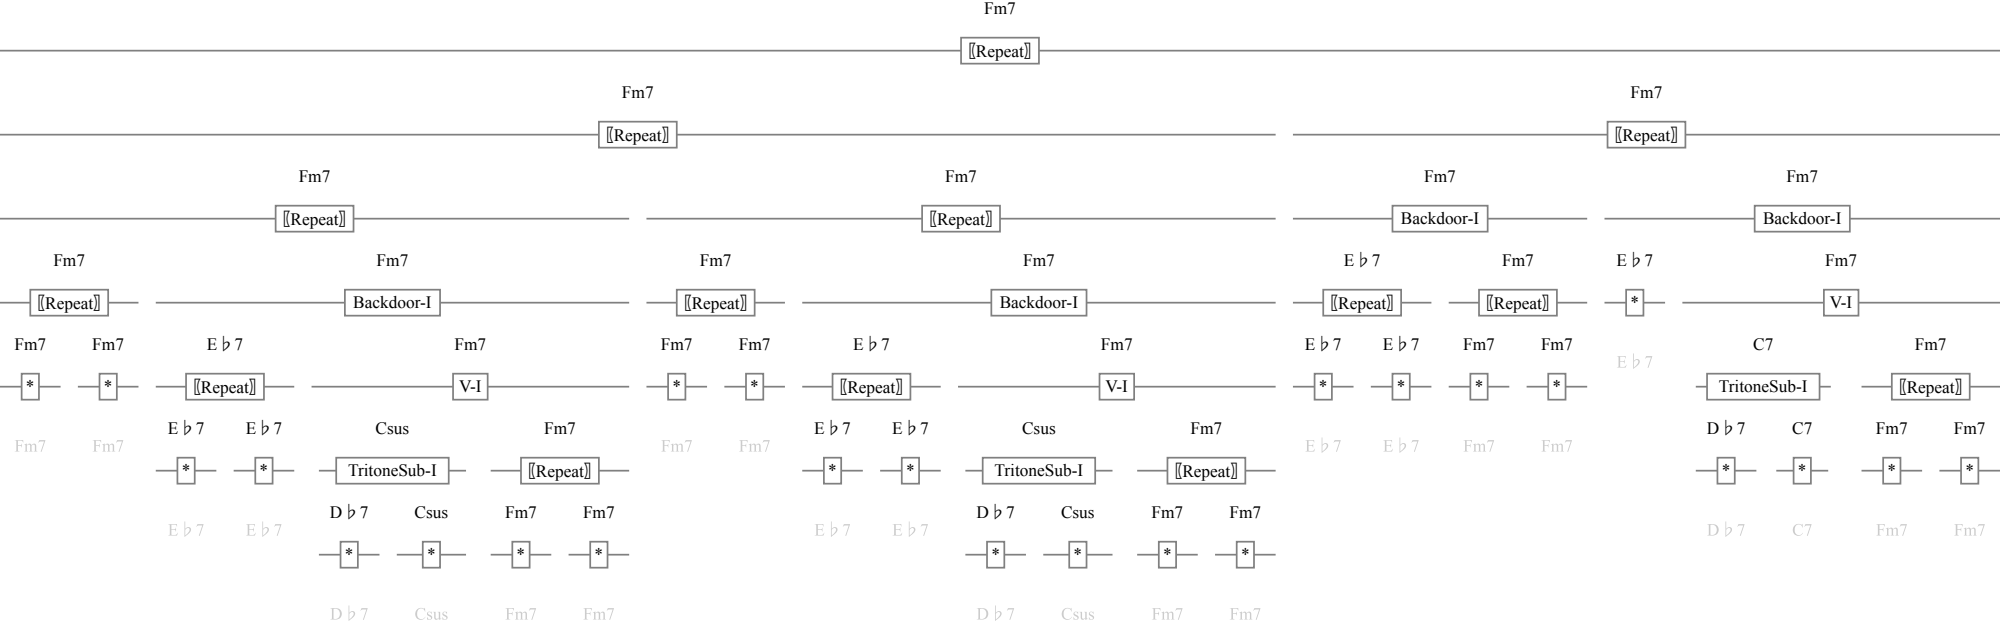 Fm7
⟦Repeat⟧
Fm7 Fm7
⟦Repeat⟧ ⟦Repeat⟧
Fm7 Fm7 Fm7 Fm7
⟦Repeat⟧ ⟦Repeat⟧ Backdoor-I Backdoor-I
Fm7 Fm7 Fm7 Fm7 E♭7 Fm7 E♭7 Fm7
⟦Repeat⟧ Backdoor-I ⟦Repeat⟧ Backdoor-I ⟦Repeat⟧ ⟦Repeat⟧ * V-I
Fm7 Fm7 E♭7 Fm7 Fm7 Fm7 E♭7 Fm7 E♭7 E♭7 Fm7 Fm7 C7 Fm7
E♭7
* * ⟦Repeat⟧ V-I * * ⟦Repeat⟧ V-I * * * * TritoneSub-I ⟦Repeat⟧
E♭7 E♭7 Csus Fm7 E♭7 E♭7 Csus Fm7 D♭7 C7 Fm7 Fm7
Fm7 Fm7 Fm7 Fm7 E♭7 E♭7 Fm7 Fm7
* * TritoneSub-I ⟦Repeat⟧ * * TritoneSub-I ⟦Repeat⟧ * * * *
D♭7 Csus Fm7 Fm7 D♭7 Csus Fm7 Fm7
E♭7 E♭7 E♭7 E♭7 D♭7 C7 Fm7 Fm7
* * * * * * * *
D♭7 Csus Fm7 Fm7 D♭7 Csus Fm7 Fm7